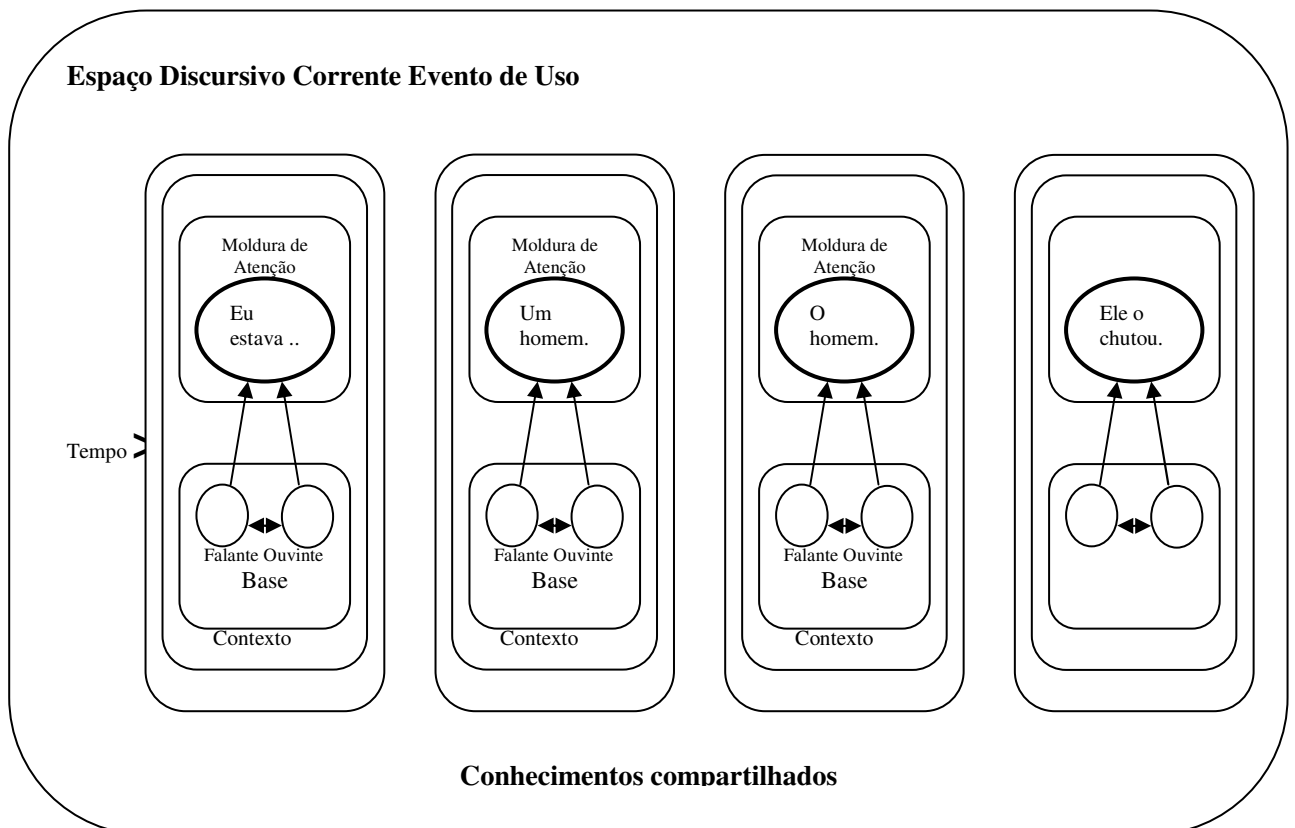 Espaço Discursivo Corrente Evento de Uso
Moldura de
Atenção
Eu
estava ..
Falante Ouvinte
Base
Contexto
Moldura de
Atenção
Um
homem.
Falante Ouvinte
Base
Contexto
Moldura de
Atenção
O
homem.
Falante Ouvinte
Base
Contexto
Ele o
chutou.
Tempo
Conhecimentos compartilhados